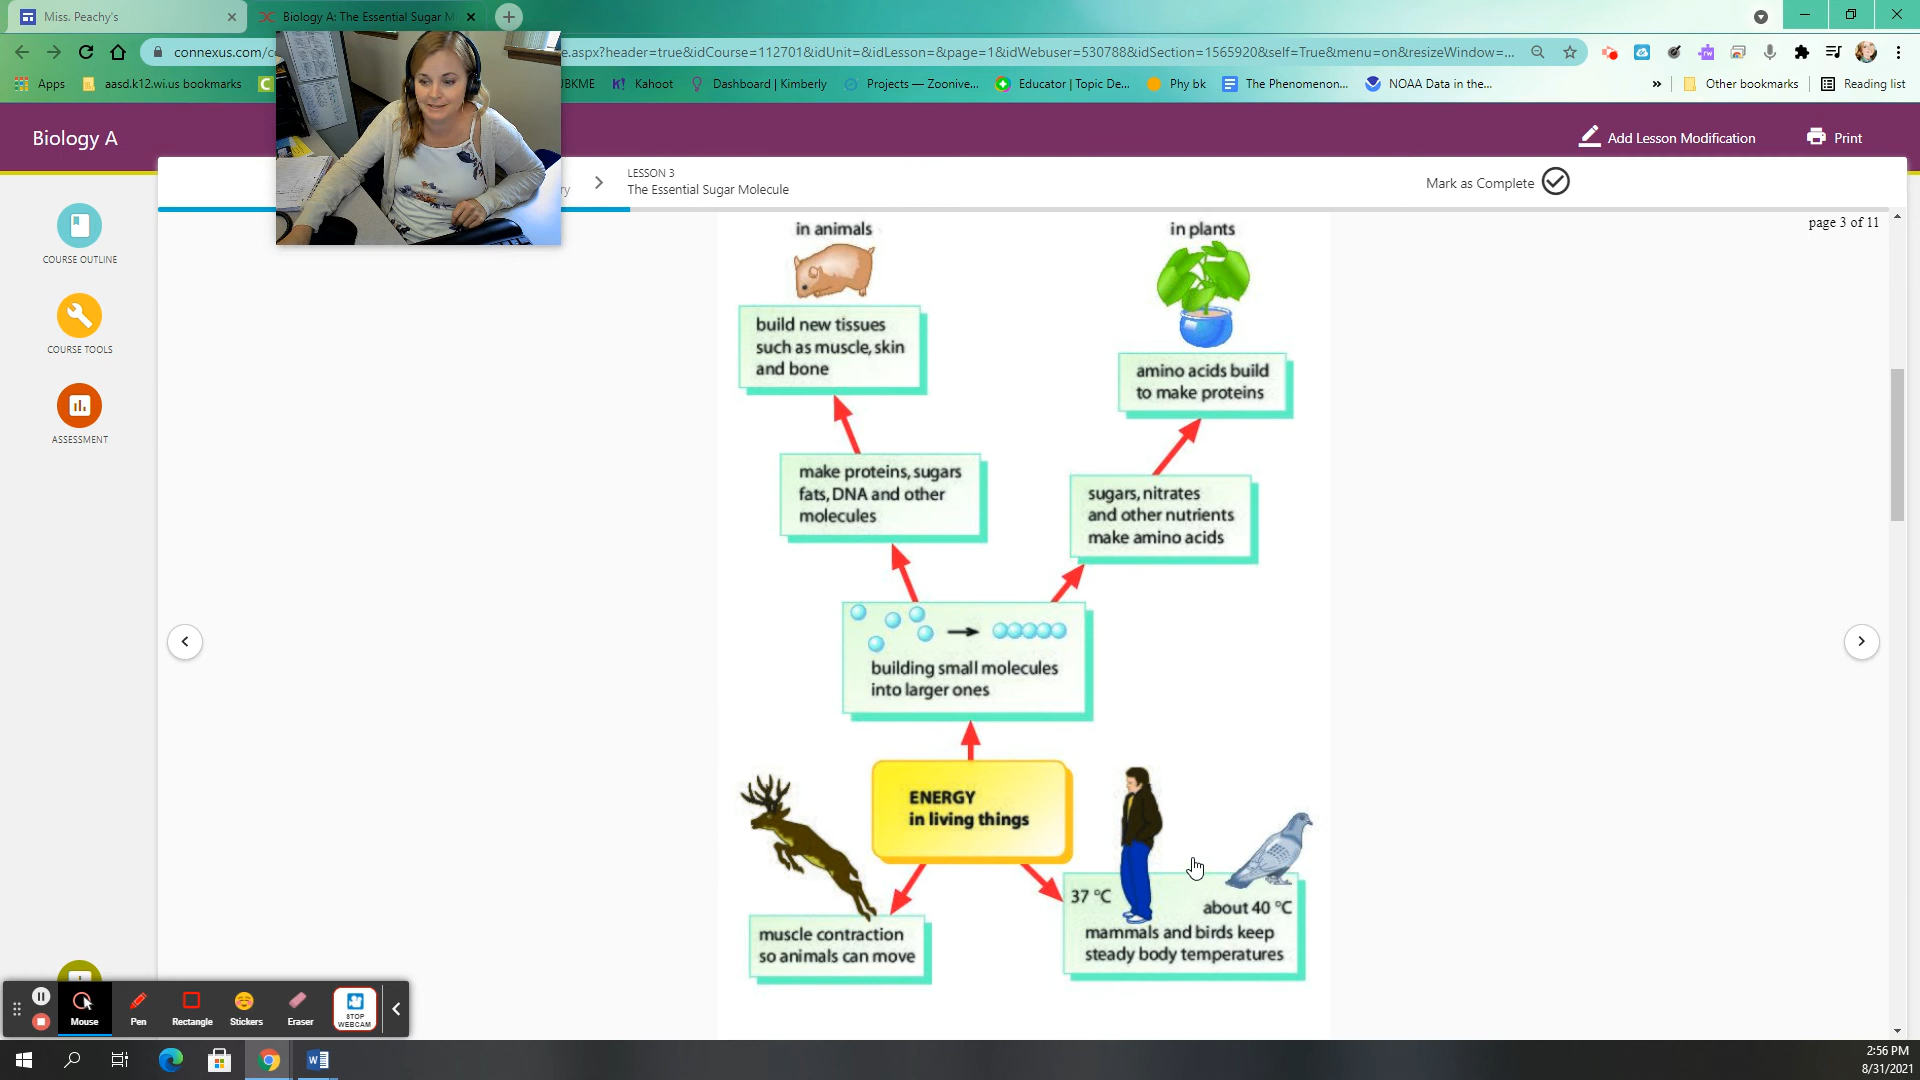 Miss. Peachy's
Biology A: The Essential Sugar M
connexus.com/c
e.aspx?header=true&idCourse=112701&idUnit=&idLesson=&page=1&idWebuser=530788&idSection=1565920&self=True&menu=on&resizeWindow=...
Apps
aasd.k12.wi.us bookmarks
JBKME
K!
Kahoot
Dashboard | Kimberly
Projects — Zoonive...
Educator | Topic De...
Phy bk
The Phenomenon...
NOAA Data in the...
»
Other bookmarks
Reading list
Biology A
Add Lesson Modification
Print
ry
LESSON 3
The Essential Sugar Molecule
Mark as Complete
page 3 of 11
COURSE OUTLINE
COURSE TOOLS
ASSESSMENT
in animals
in plants
build new tissues
such as muscle, skin
and bone
amino acids build
to make proteins
make proteins, sugars
fats, DNA and other
molecules
sugars, nitrates
and other nutrients
make amino acids
building small molecules
into larger ones
ENERGY
in living things
37 °C
about 40 °C
mammals and birds keep
steady body temperatures
muscle contraction
so animals can move
Mouse
Pen
Rectangle
Stickers
Eraser
STOP
WEBCAM
2:56 PM
8/31/2021